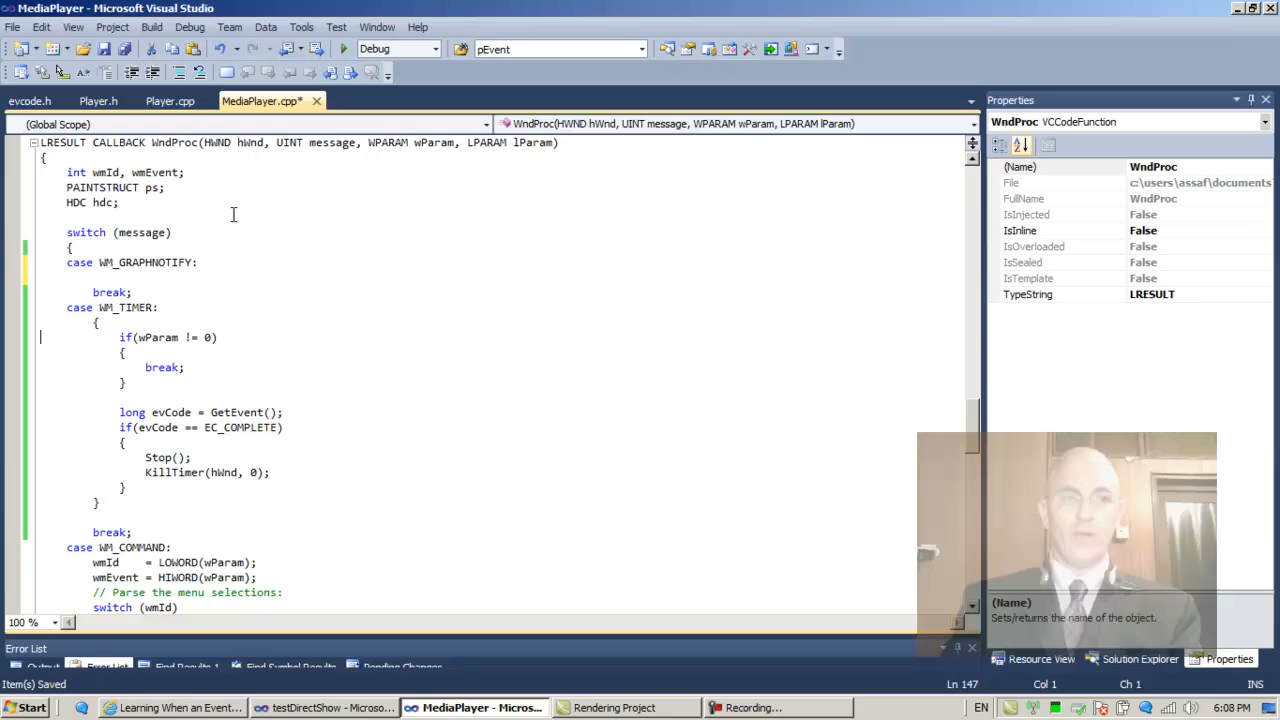 MediaPlayer - Microsoft Visual Studio
File Edit View Project Build Debug Team Data Tools Test Window Help
Debug pEvent
evcode.h Player.h Player.cpp MediaPlayer.cpp*
(Global Scope) WndProc(HWND hWnd, UINT message, WPARAM wParam, LPARAM lParam)
LRESULT CALLBACK WndProc(HWND hWnd, UINT message, WPARAM wParam, LPARAM lParam)
{
int wmId, wmEvent;
PAINTSTRUCT ps;
HDC hdc;
switch (message)
{
case WM_GRAPHNOTIFY:
break;
case WM_TIMER:
{
if(wParam != 0)
{
break;
}
long evCode = GetEvent();
if(evCode == EC_COMPLETE)
{
Stop();
KillTimer(hWnd, 0);
}
}
break;
case WM_COMMAND:
wmId = LOWORD(wParam);
wmEvent = HIWORD(wParam);
// Parse the menu selections:
switch (wmId)
100 %
Properties
WndProc VCCodeFunction
(Name) WndProc
File c:\users\assaf\documents
FullName WndProc
IsInjected False
IsInline False
IsOverloaded False
IsSealed False
IsTemplate False
TypeString LRESULT
(Name)
Sets/returns the name of the object.
Resource View Solution Explorer Properties
Error List
Output Error List Find Results 1 Find Symbol Results Pending Changes
Item(s) Saved Ln 147 Col 1 Ch 1 INS
Start Learning When an Event... testDirectShow - Microso... MediaPlayer - Micros... Rendering Project Recording... EN 6:08 PM